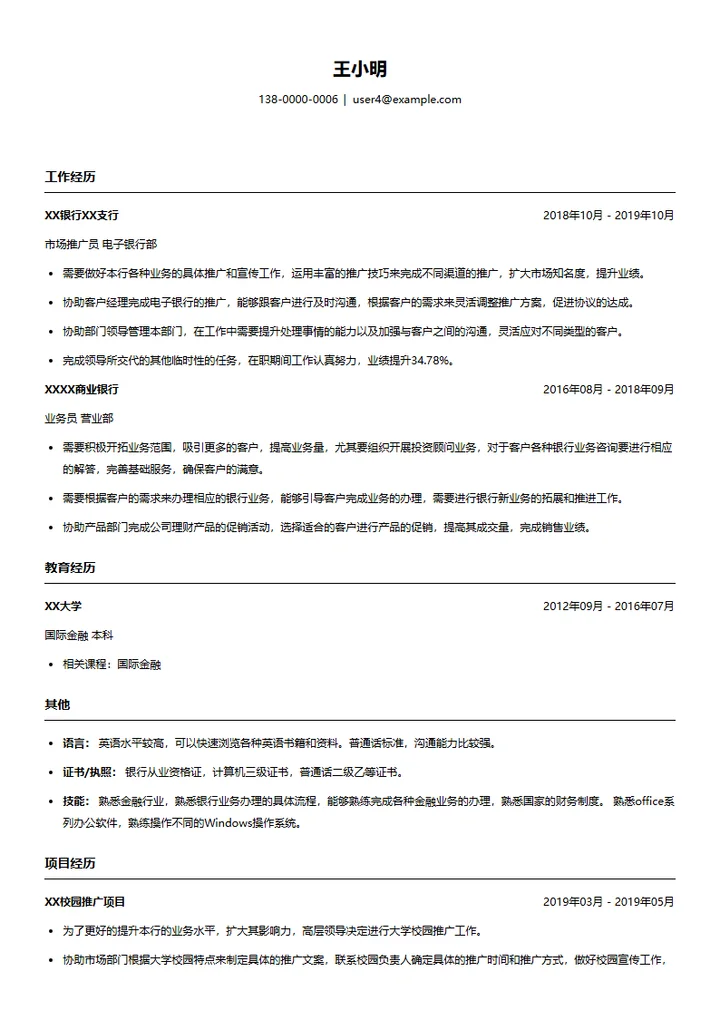 王小明
138-0000-0006 | user4@example.com
工作经历
XX银行XX支行 2018年10月 - 2019年10月
市场推广员 电子银行部
• 需要做好本行各种业务的具体推广和宣传工作，运用丰富的推广技巧来完成不同渠道的推广，扩大市场知名度，提升业绩。
• 协助客户经理完成电子银行的推广，能够跟客户进行及时沟通，根据客户的需求来灵活调整推广方案，促进协议的达成。
• 协助部门领导管理本部门，在工作中需要提升处理事情的能力以及加强与客户之间的沟通，灵活应对不同类型的客户。
• 完成领导所交代的其他临时性的任务，在职期间工作认真努力，业绩提升34.78%。
XXXX商业银行 2016年08月 - 2018年09月
业务员 营业部
• 需要积极开拓业务范围，吸引更多的客户，提高业务量，尤其要组织开展投资顾问业务，对于客户各种银行业务咨询要进行相应
的解答，完善基础服务，确保客户的满意。
• 需要根据客户的需求来办理相应的银行业务，能够引导客户完成业务的办理，需要进行银行新业务的拓展和推进工作。
• 协助产品部门完成公司理财产品的促销活动，选择适合的客户进行产品的促销，提高其成交量，完成销售业绩。
教育经历
XX大学 2012年09月 - 2016年07月
国际金融 本科
• 相关课程：国际金融
其他
• 语言： 英语水平较高，可以快速浏览各种英语书籍和资料。普通话标准，沟通能力比较强。
• 证书/执照： 银行从业资格证，计算机三级证书，普通话二级乙等证书。
• 技能： 熟悉金融行业，熟悉银行业务办理的具体流程，能够熟练完成各种金融业务的办理，熟悉国家的财务制度。 熟悉office系
列办公软件，熟练操作不同的Windows操作系统。
项目经历
XX校园推广项目 2019年03月 - 2019年05月
• 为了更好的提升本行的业务水平，扩大其影响力，高层领导决定进行大学校园推广工作。
• 协助市场部门根据大学校园特点来制定具体的推广文案，联系校园负责人确定具体的推广时间和推广方式，做好校园宣传工作，